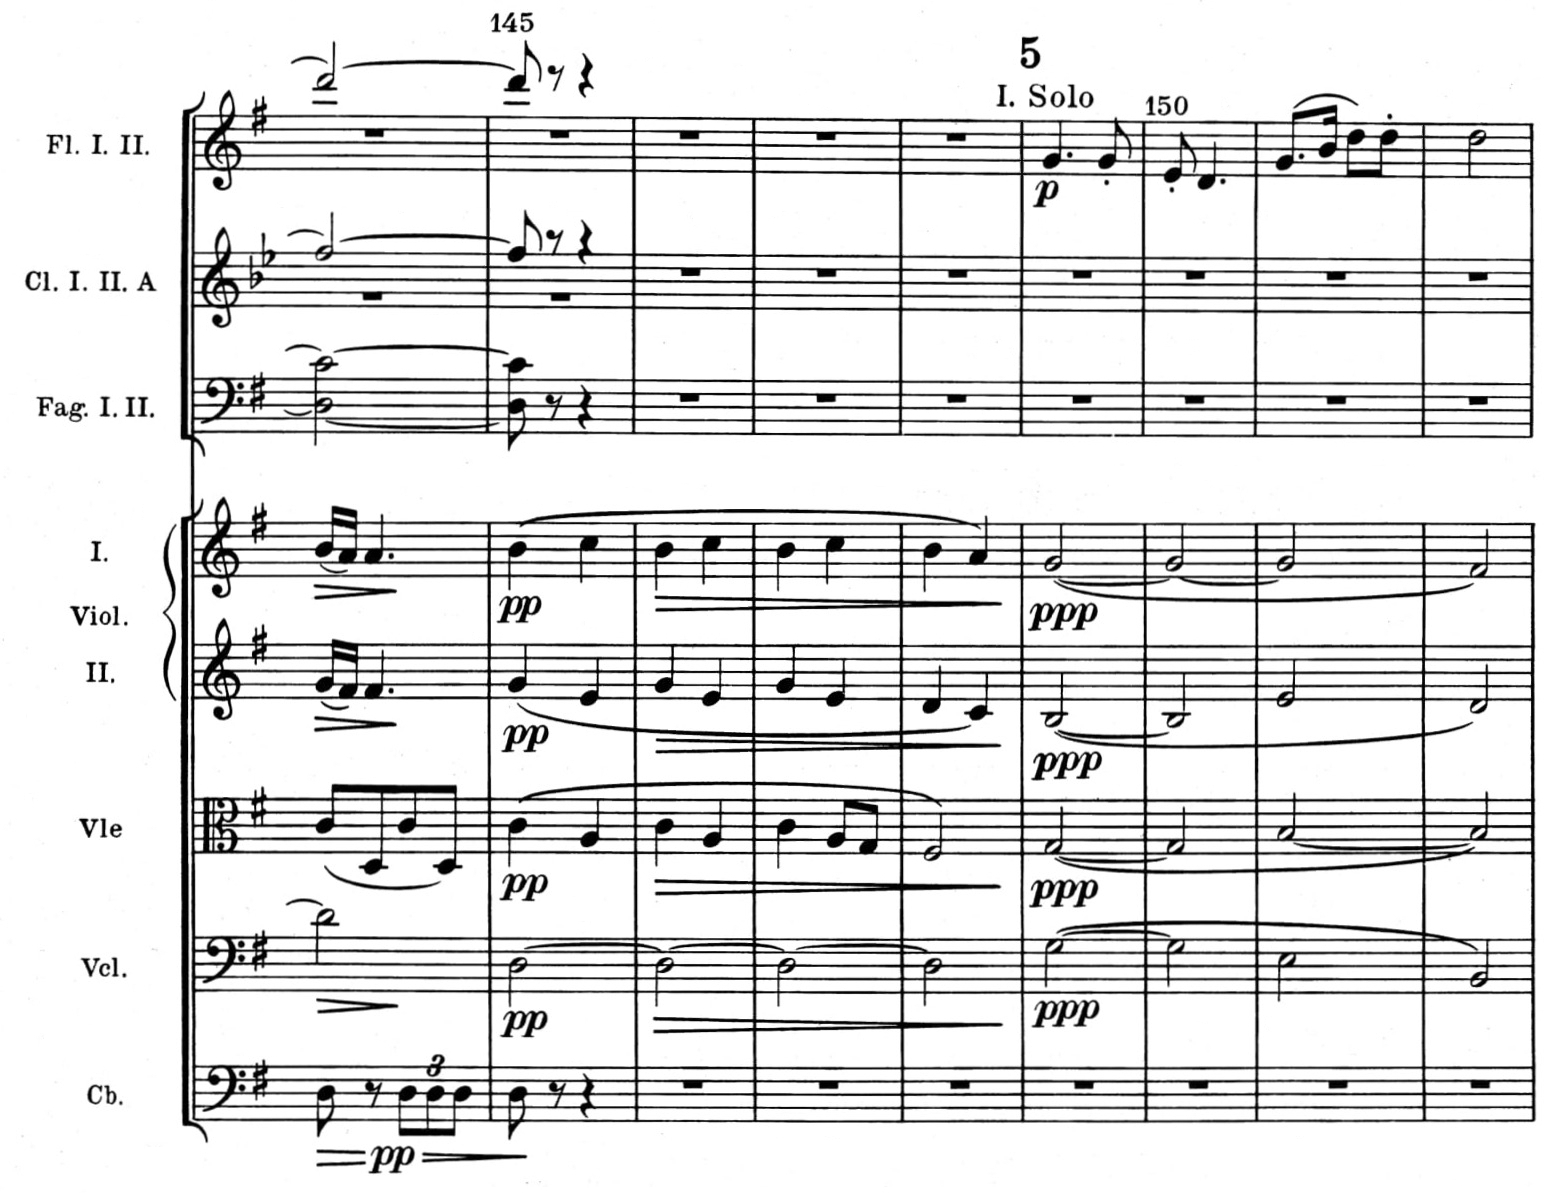 145
5
I. Solo
150
Fl. I. II.
p
Cl. I. II. A
Fag. I. II.
I.
pp
ppp
Viol.
II.
pp
ppp
Vle
pp
ppp
Vcl.
pp
ppp
3
Cb.
pp